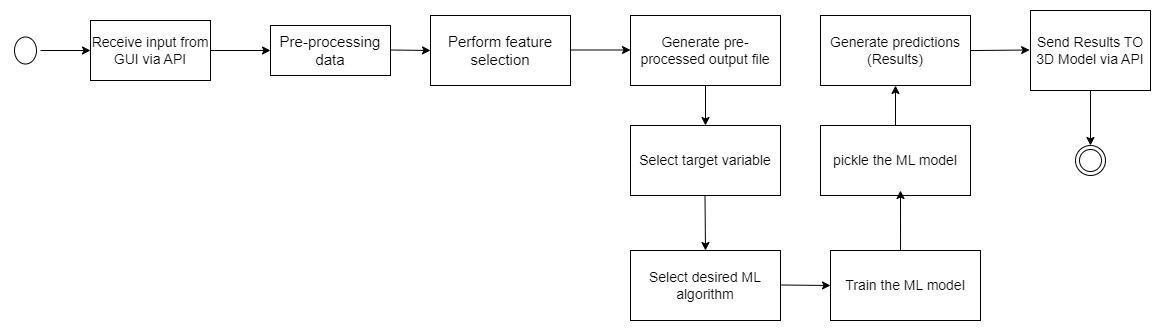 Receive input from
GUI via API
Pre-processing
data
Perform feature
selection
Generate pre-
processed output file
Select target variable
Select desired ML
algorithm
Train the ML model
pickle the ML model
Generate predictions
(Results)
Send Results TO
3D Model via API